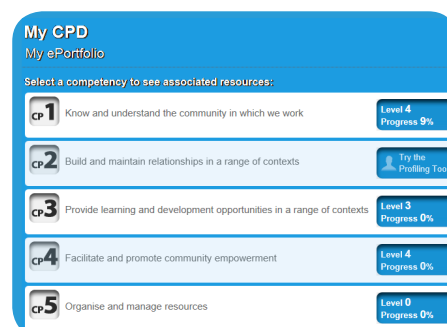 My CPD
My ePortfolio
Select a competency to see associated resources:
CP1 Know and understand the community in which we work
Level 4
Progress 9%
CP2 Build and maintain relationships in a range of contexts
Try the
Profiling Too
CP3 Provide learning and development opportunities in a range of contexts
Level 3
Progress 0%
CP4 Facilitate and promote community empowerment
Level 4
Progress 0%
CP5 Organise and manage resources
Level 0
Progress 0%